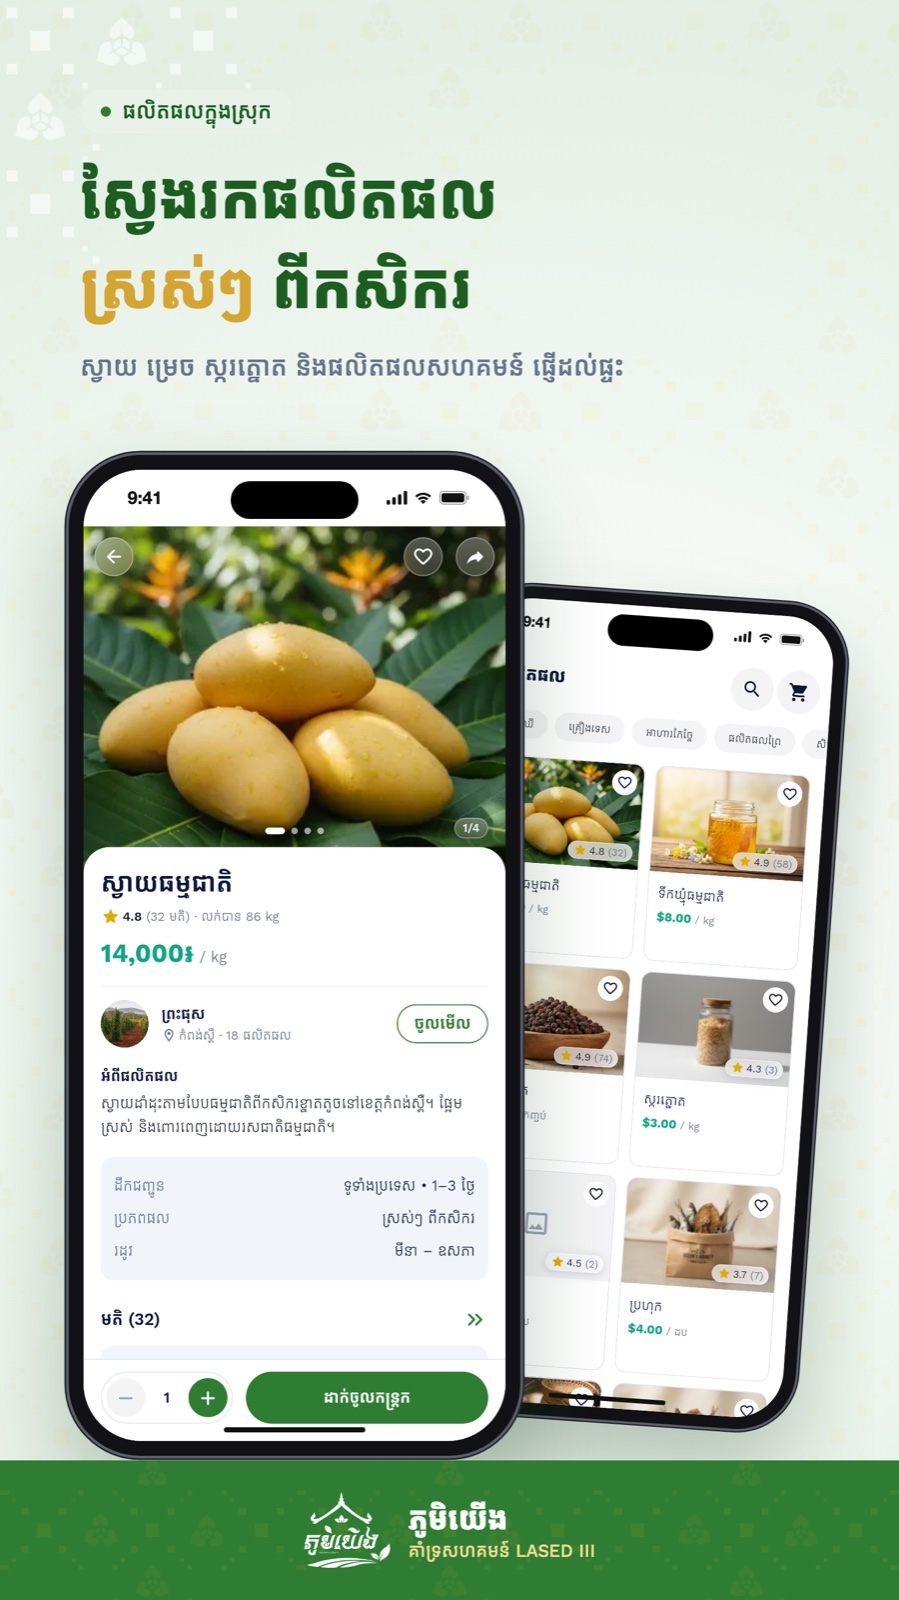 ផលិតផលក្នុងស្រុក
ស្វែងរកផលិតផល
ស្រស់ៗ ពីកសិករ
ស្វាយ ម្រេច ស្ករត្នោត និងផលិតផលសហគមន៍ ផ្ញើដល់ផ្ទះ
9:41
1/4
ស្វាយធម្មជាតិ
4.8 (32 មតិ) · លក់បាន 86 kg
14,000៛ / kg
ព្រះផុស
កំពង់ស្ពឺ · 18 ផលិតផល
ចូលមើល
អំពីផលិតផល
ស្វាយដាំដុះតាមបែបធម្មជាតិពីកសិករខ្នាតតូចនៅខេត្តកំពង់ស្ពឺ។ ផ្អែម
ស្រស់ និងពោរពេញដោយរសជាតិធម្មជាតិ។
ដឹកជញ្ជូន ទូទាំងប្រទេស • 1–3 ថ្ងៃ
ប្រភពផល ស្រស់ៗ ពីកសិករ
រដូវ មីនា – ឧសភា
មតិ (32)
1
ដាក់ចូលកន្ត្រក
9:41
តផល
គ្រឿងទេស អាហារកែច្នៃ ផលិតផលព្រៃ
4.8 (32)
ធម្មជាតិ
/ kg
4.9 (58)
ទឹកឃ្មុំធម្មជាតិ
$8.00 / kg
4.9 (74)
4.3 (3)
ស្ករត្នោត
$3.00 / kg
4.5 (2)
3.7 (7)
ប្រហុក
$4.00 / ដប
ភូមិយើង
ភូមិយើង
គាំទ្រសហគមន៍ LASED III